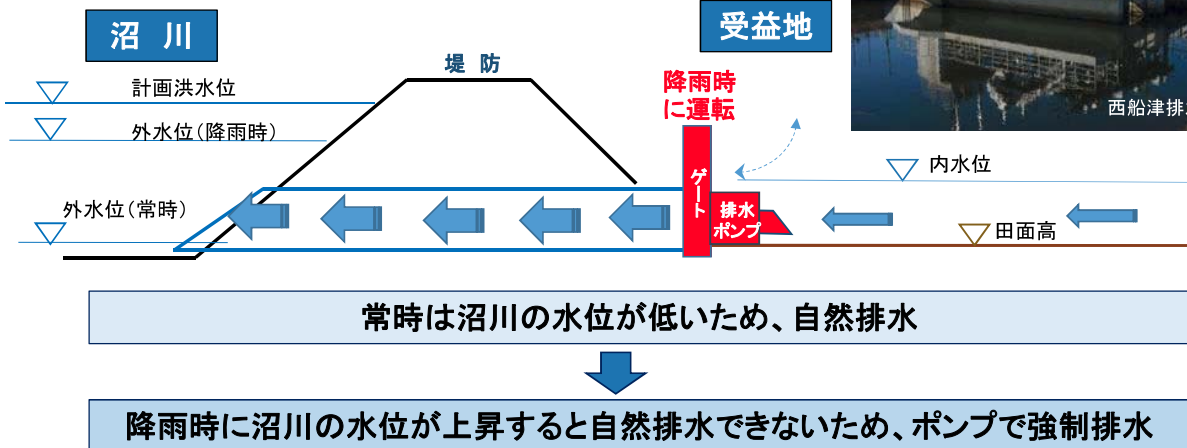 沼 川
受益地
堤 防
計画洪水位
降雨時
に運転
西船津排
外水位(降雨時)
内水位
ゲート
外水位(常時)
排水
ポンプ
田面高
常時は沼川の水位が低いため、自然排水
降雨時に沼川の水位が上昇すると自然排水できないため、ポンプで強制排水